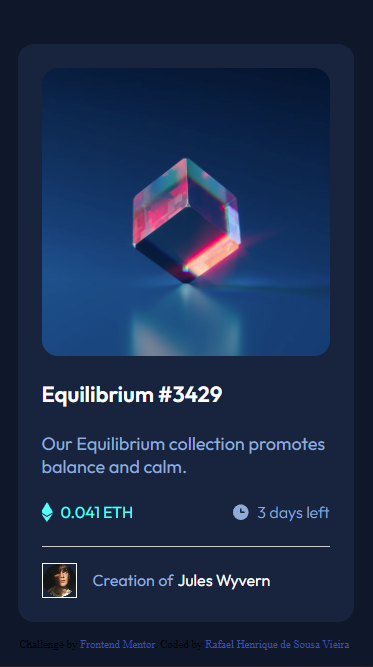 Equilibrium #3429
Our Equilibrium collection promotes
balance and calm.
0.041 ETH
3 days left
Creation of Jules Wyvern
Challenge by Frontend Mentor. Coded by Rafael Henrique de Sousa Vieira.